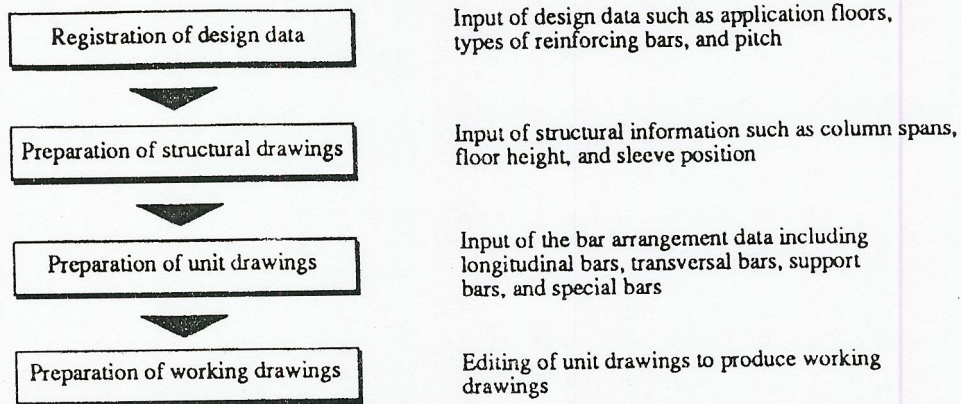 Registration of design data
Input of design data such as application floors,
types of reinforcing bars, and pitch
Preparation of structural drawings
Input of structural information such as column spans,
floor height, and sleeve position
Preparation of unit drawings
Input of the bar arrangement data including
longitudinal bars, transversal bars, support
bars, and special bars
Preparation of working drawings
Editing of unit drawings to produce working
drawings